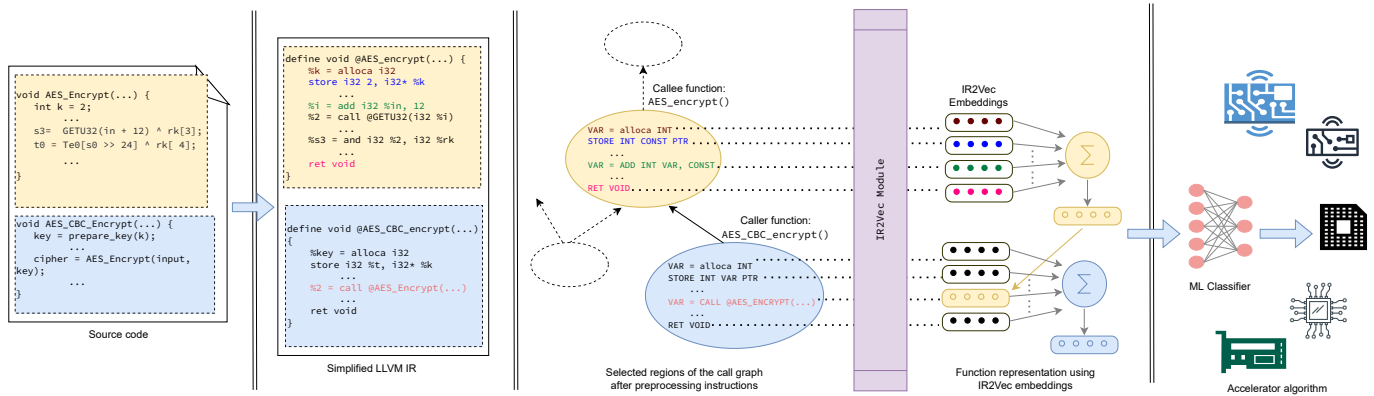 void AES_Encrypt(...) {
int k = 2;
...
s3= GETU32(in + 12) ^ rk[3];
t0 = Te0[s0 >> 24] ^ rk[ 4];
...
}
void AES_CBC_Encrypt(...) {
key = prepare_key(k);
...
cipher = AES_Encrypt(input,
key);
...
}
Source code
define void @AES_encrypt(...) {
%k = alloca i32
store i32 2, i32* %k
...
%i = add i32 %in, 12
%2 = call @GETU32(i32 %i)
...
%s3 = and i32 %2, i32 %rk
...
ret void
}
define void @AES_CBC_encrypt(...)
{
%key = alloca i32
store i32 %t, i32* %k
...
%2 = call @AES_Encrypt(...)
...
ret void
}
Simplified LLVM IR
Callee function:
AES_encrypt()
VAR = alloca INT
STORE INT CONST PTR
...
VAR = ADD INT VAR, CONST
...
RET VOID
Caller function:
AES_CBC_encrypt()
VAR = alloca INT
STORE INT VAR PTR
...
VAR = CALL @AES_ENCRYPT(...)
...
RET VOID
Selected regions of the call graph
after preprocessing instructions
IR2Vec Module
IR2Vec
Embeddings
∑
∑
Function representation using
IR2Vec embeddings
ML Classifier
Accelerator algorithm